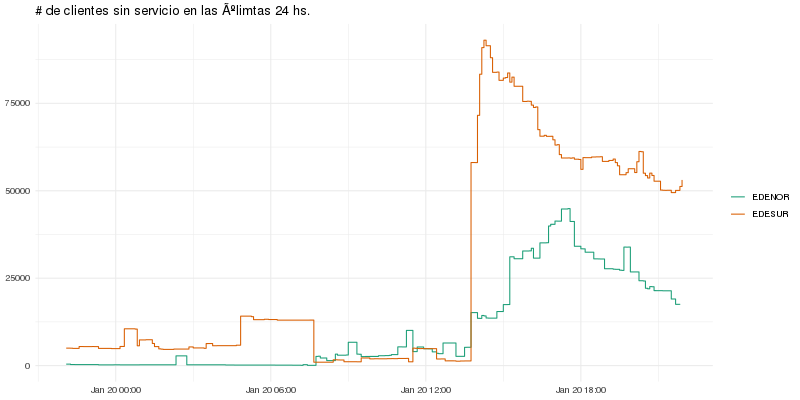 # de clientes sin servicio en las Ãºlimtas 24 hs.
75000
50000
25000
0
Jan 20 00:00
Jan 20 06:00
Jan 20 12:00
Jan 20 18:00
EDENOR
EDESUR